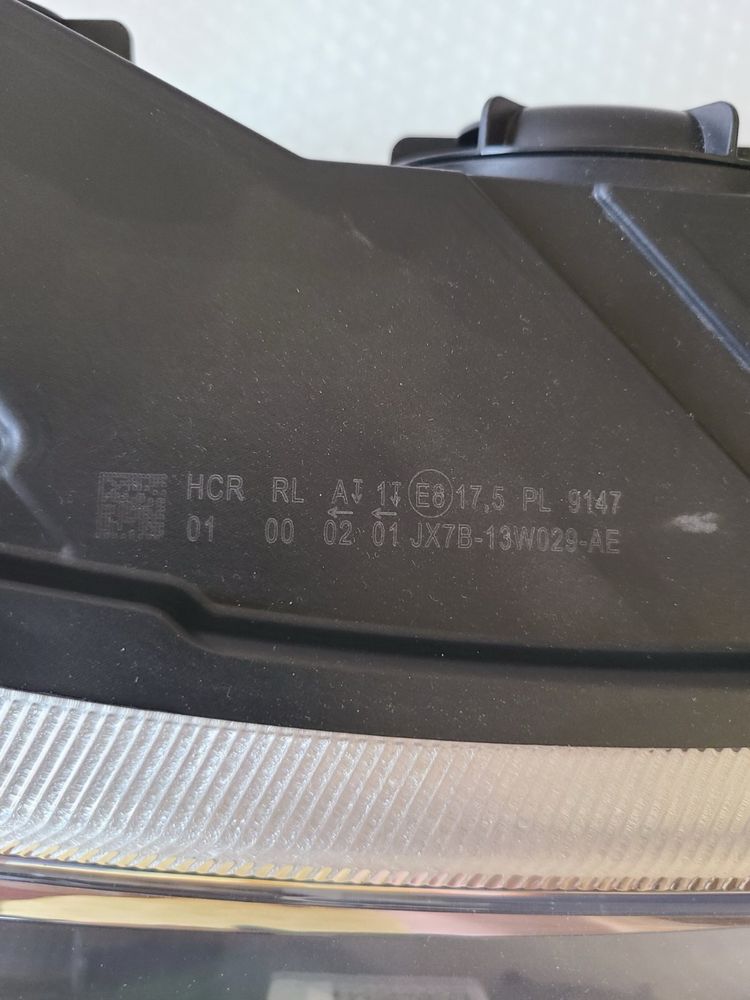 HCR RL A↕ 1↕ E8 17,5 PL 9147
01 00 02← 01← JX7B-13W029-AE